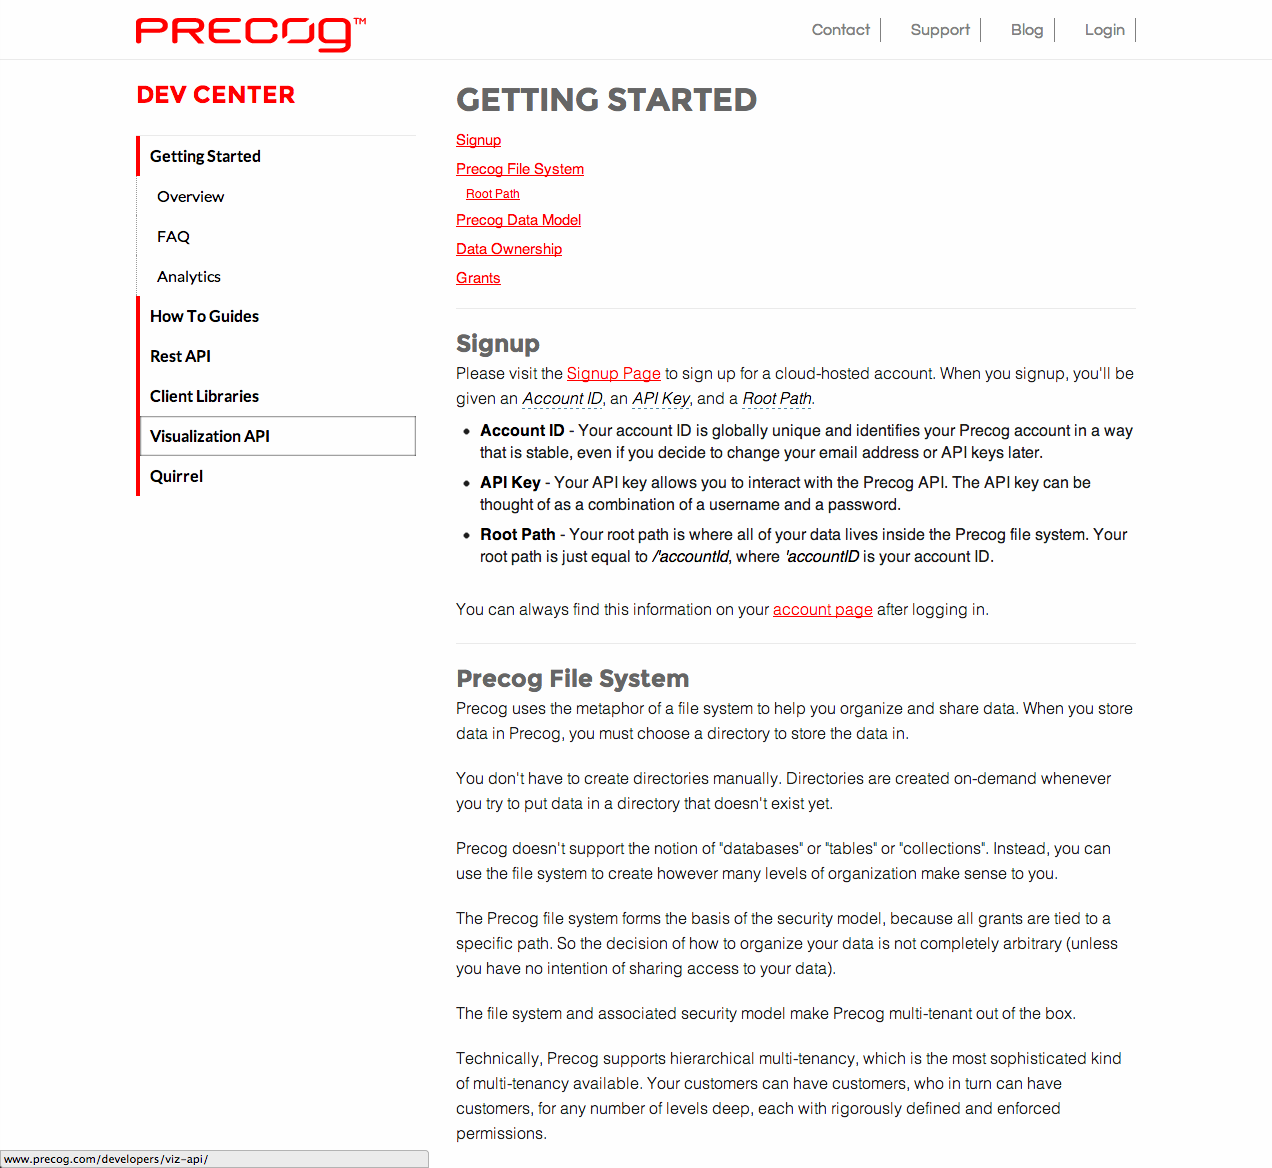 PRECOG™
Contact
Support
Blog
Login
DEV CENTER
Getting Started
Overview
FAQ
Analytics
How To Guides
Rest API
Client Libraries
Visualization API
Quirrel
GETTING STARTED
Signup
Precog File System
Root Path
Precog Data Model
Data Ownership
Grants
Signup
Please visit the Signup Page to sign up for a cloud-hosted account. When you signup, you'll be
given an Account ID, an API Key, and a Root Path.
• Account ID - Your account ID is globally unique and identifies your Precog account in a way
that is stable, even if you decide to change your email address or API keys later.
• API Key - Your API key allows you to interact with the Precog API. The API key can be
thought of as a combination of a username and a password.
• Root Path - Your root path is where all of your data lives inside the Precog file system. Your
root path is just equal to /'accountId, where 'accountID is your account ID.
You can always find this information on your account page after logging in.
Precog File System
Precog uses the metaphor of a file system to help you organize and share data. When you store
data in Precog, you must choose a directory to store the data in.
You don't have to create directories manually. Directories are created on-demand whenever
you try to put data in a directory that doesn't exist yet.
Precog doesn't support the notion of "databases" or "tables" or "collections". Instead, you can
use the file system to create however many levels of organization make sense to you.
The Precog file system forms the basis of the security model, because all grants are tied to a
specific path. So the decision of how to organize your data is not completely arbitrary (unless
you have no intention of sharing access to your data).
The file system and associated security model make Precog multi-tenant out of the box.
Technically, Precog supports hierarchical multi-tenancy, which is the most sophisticated kind
of multi-tenancy available. Your customers can have customers, who in turn can have
customers, for any number of levels deep, each with rigorously defined and enforced
permissions.
www.precog.com/developers/viz-api/